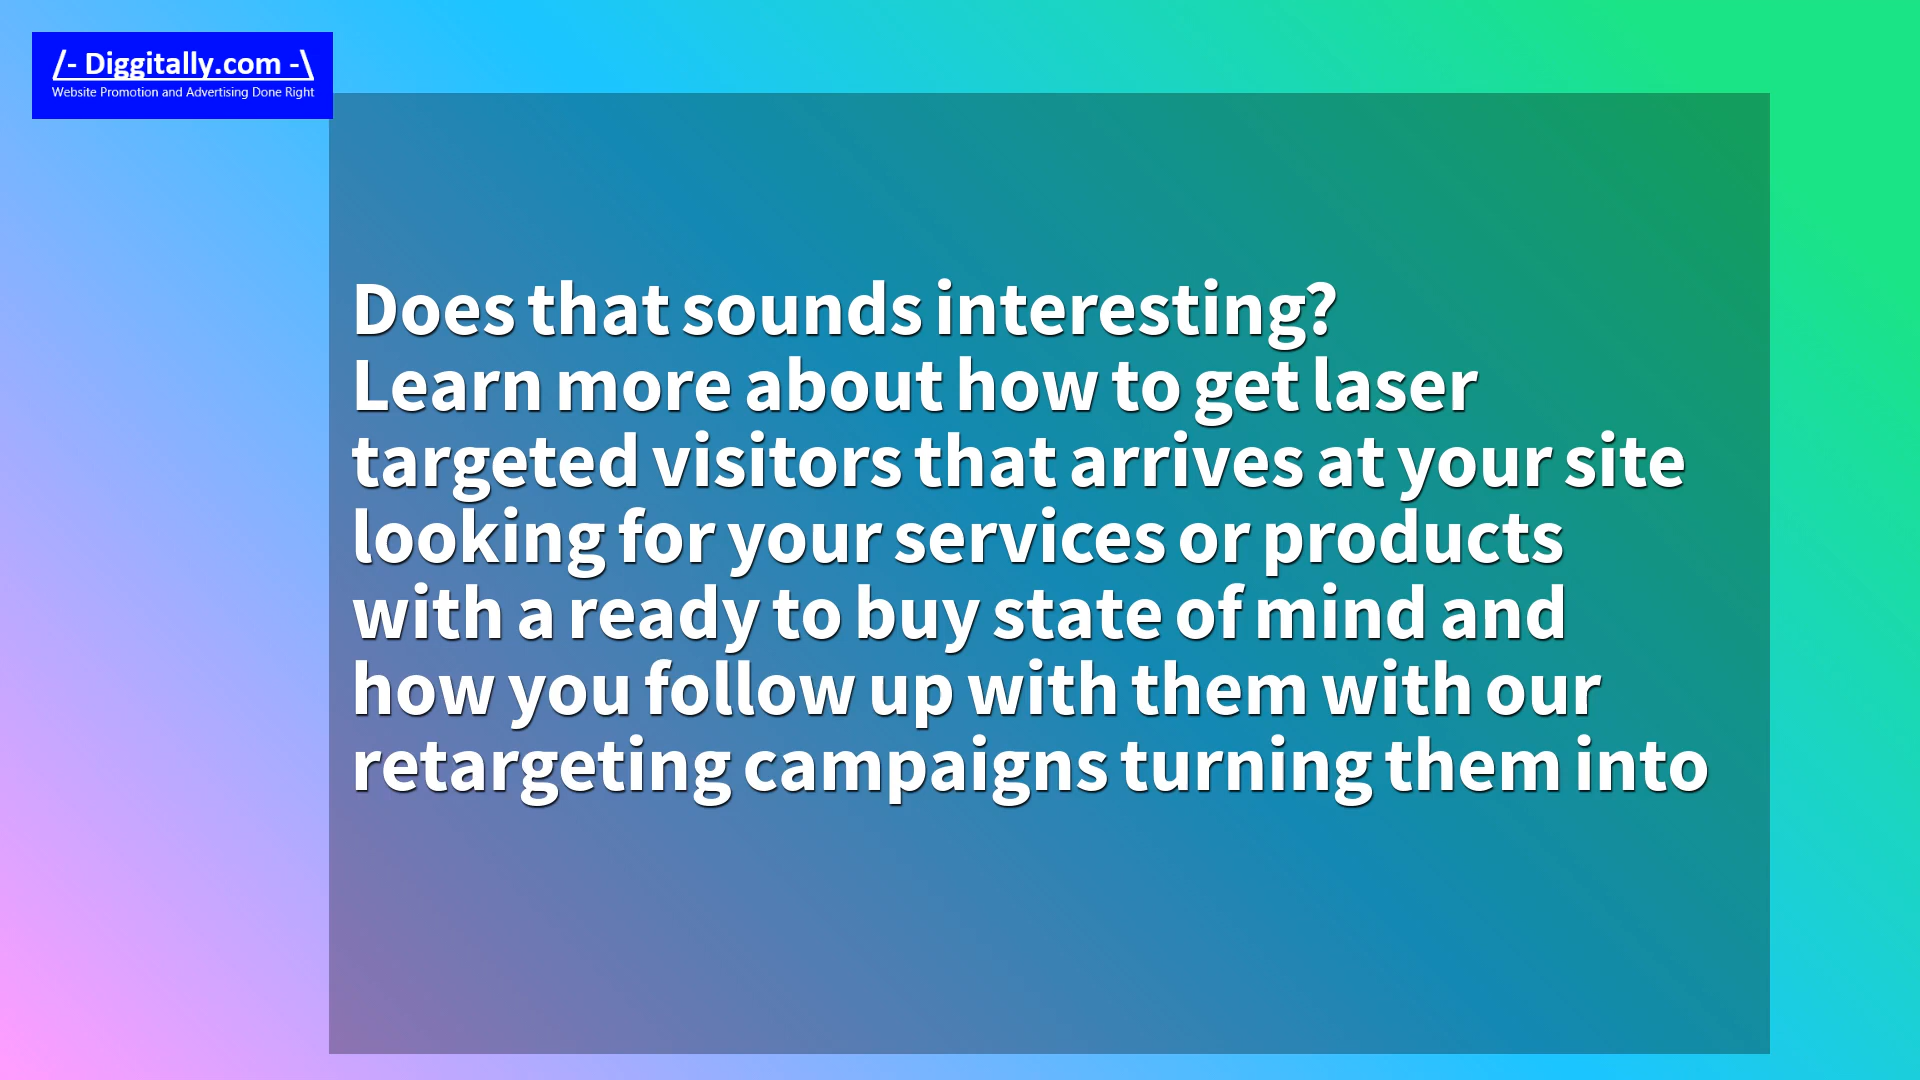 /- Diggitally.com -\
Website Promotion and Advertising Done Right
Does that sounds interesting?
Learn more about how to get laser
targeted visitors that arrives at your site
looking for your services or products
with a ready to buy state of mind and
how you follow up with them with our
retargeting campaigns turning them into